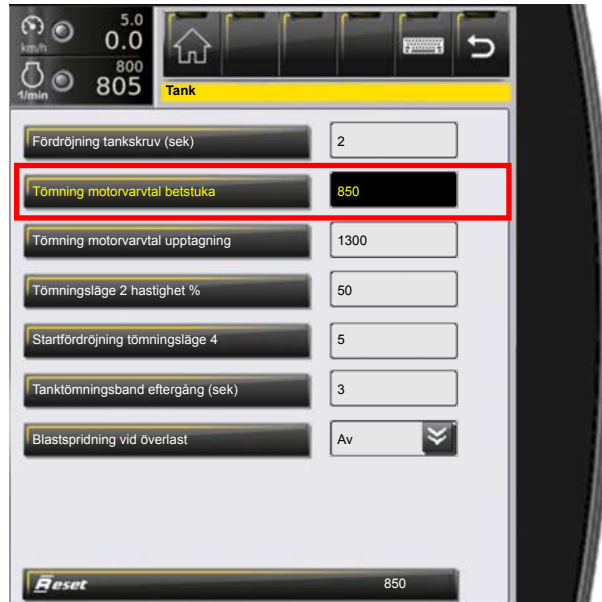 5.0
km/h 0.0
800
1/min 805
Tank
Fördröjning tankskruv (sek) 2
Tömning motorvarvtal betstuka 850
Tömning motorvarvtal upptagning 1300
Tömningsläge 2 hastighet % 50
Startfördröjning tömningsläge 4 5
Tanktömningsband eftergång (sek) 3
Blastspridning vid överlast Av
Reset 850